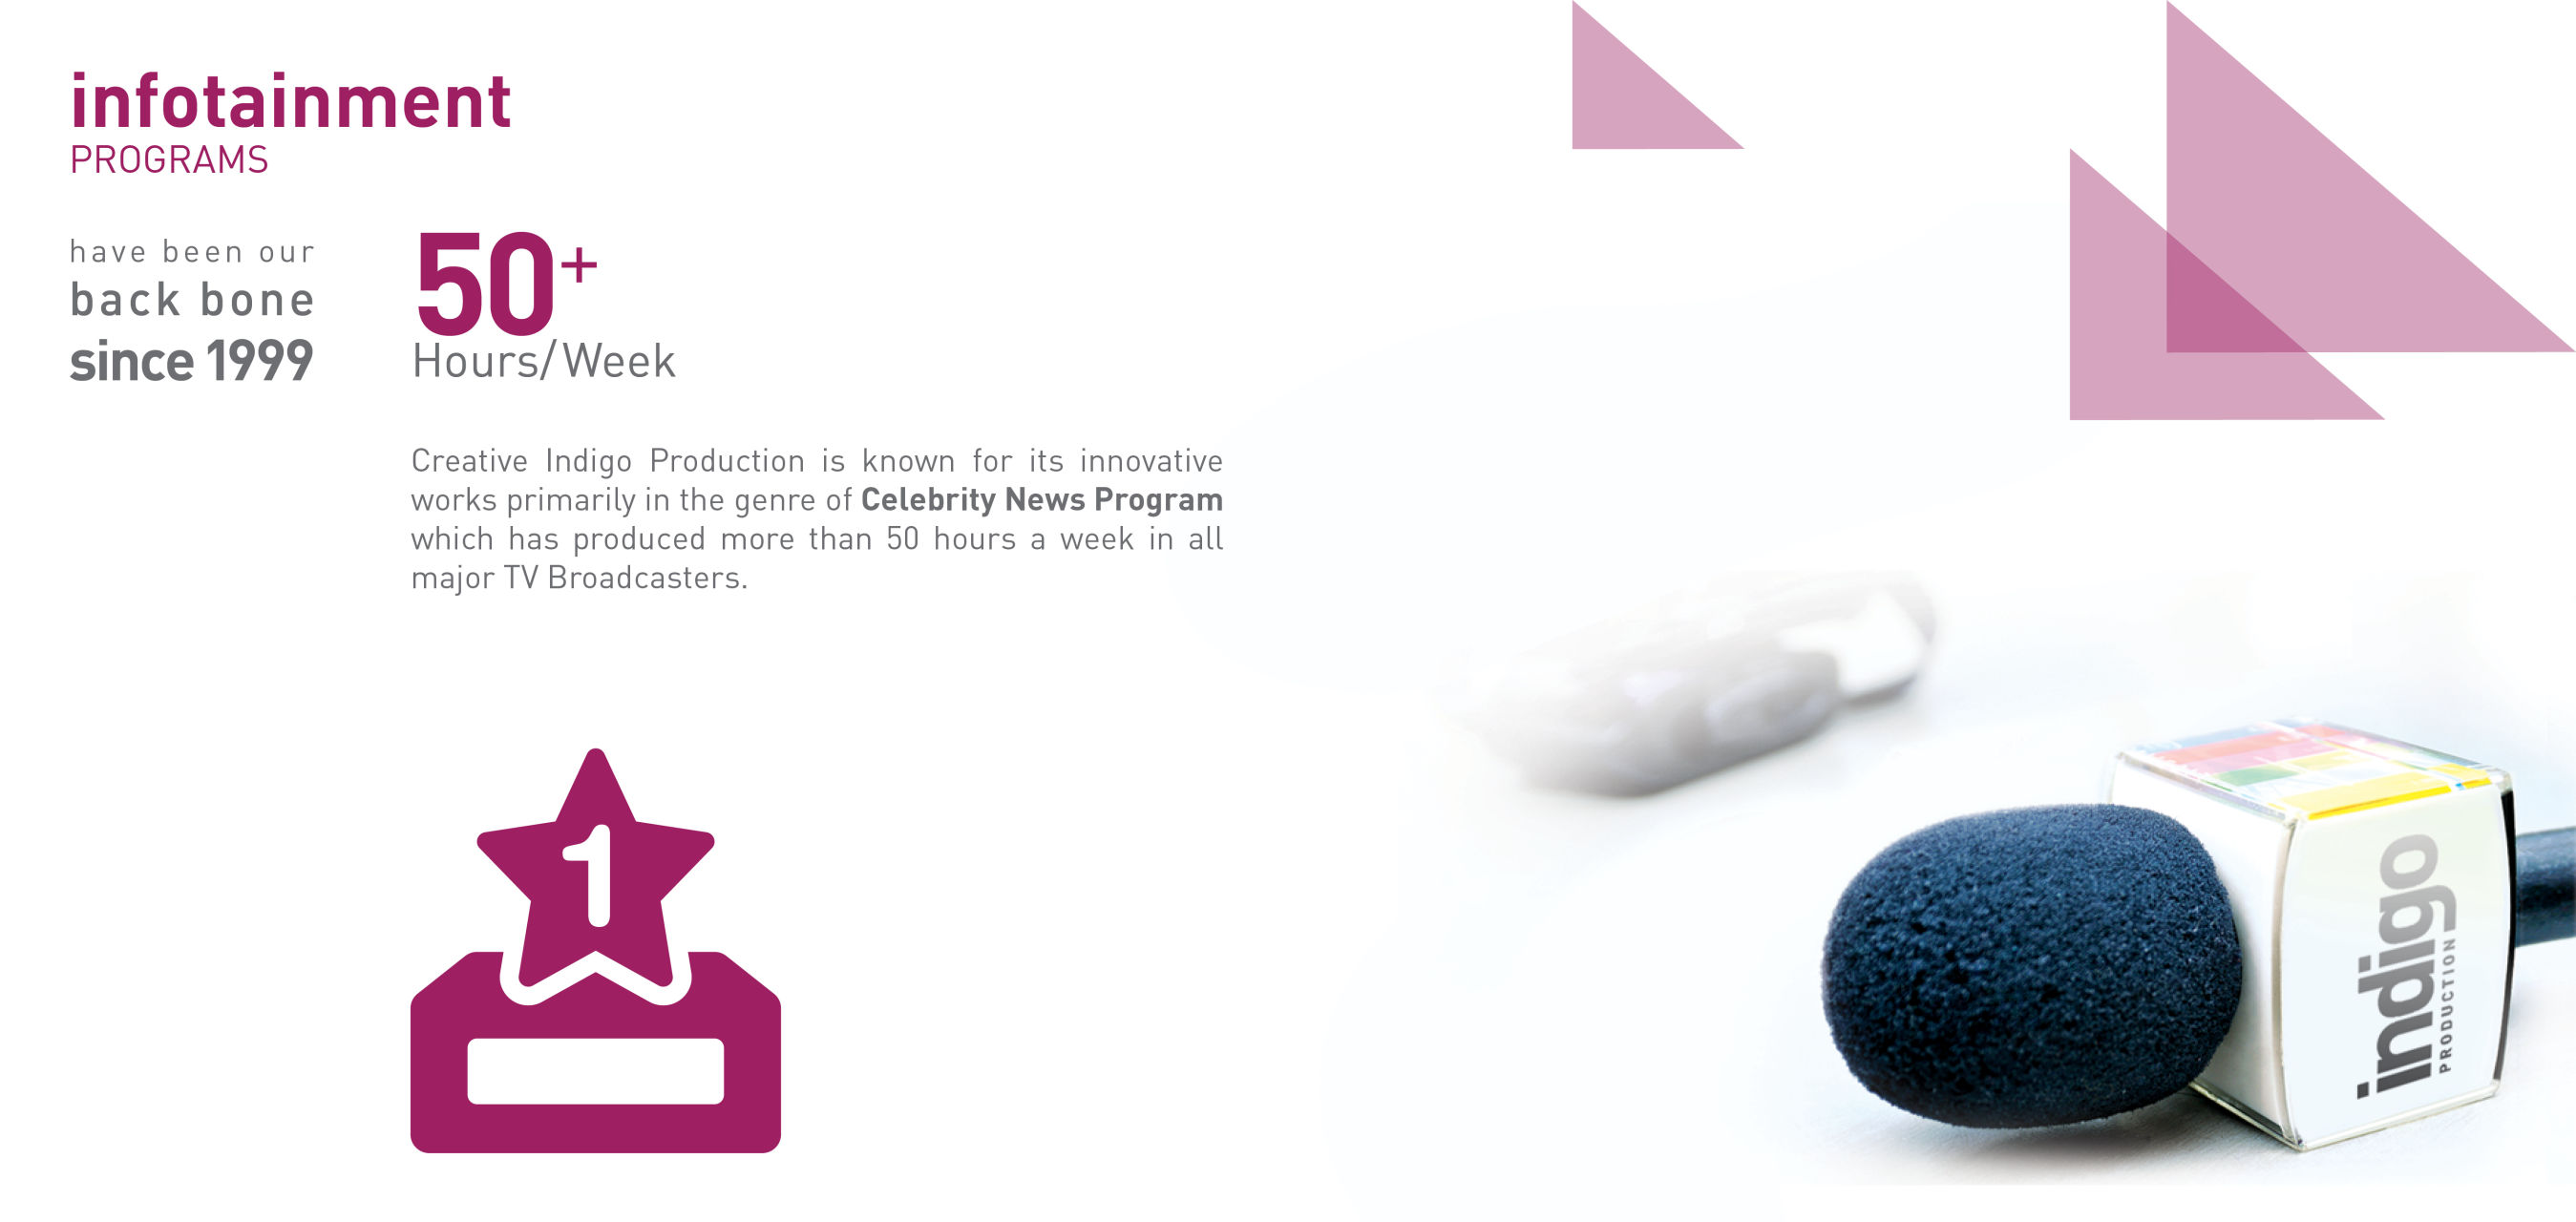 infotainment
PROGRAMS
have been our
back bone
since 1999
50+
Hours/Week
Creative Indigo Production is known for its innovative
works primarily in the genre of Celebrity News Program
which has produced more than 50 hours a week in all
major TV Broadcasters.
1
indigo
PRODUCTION